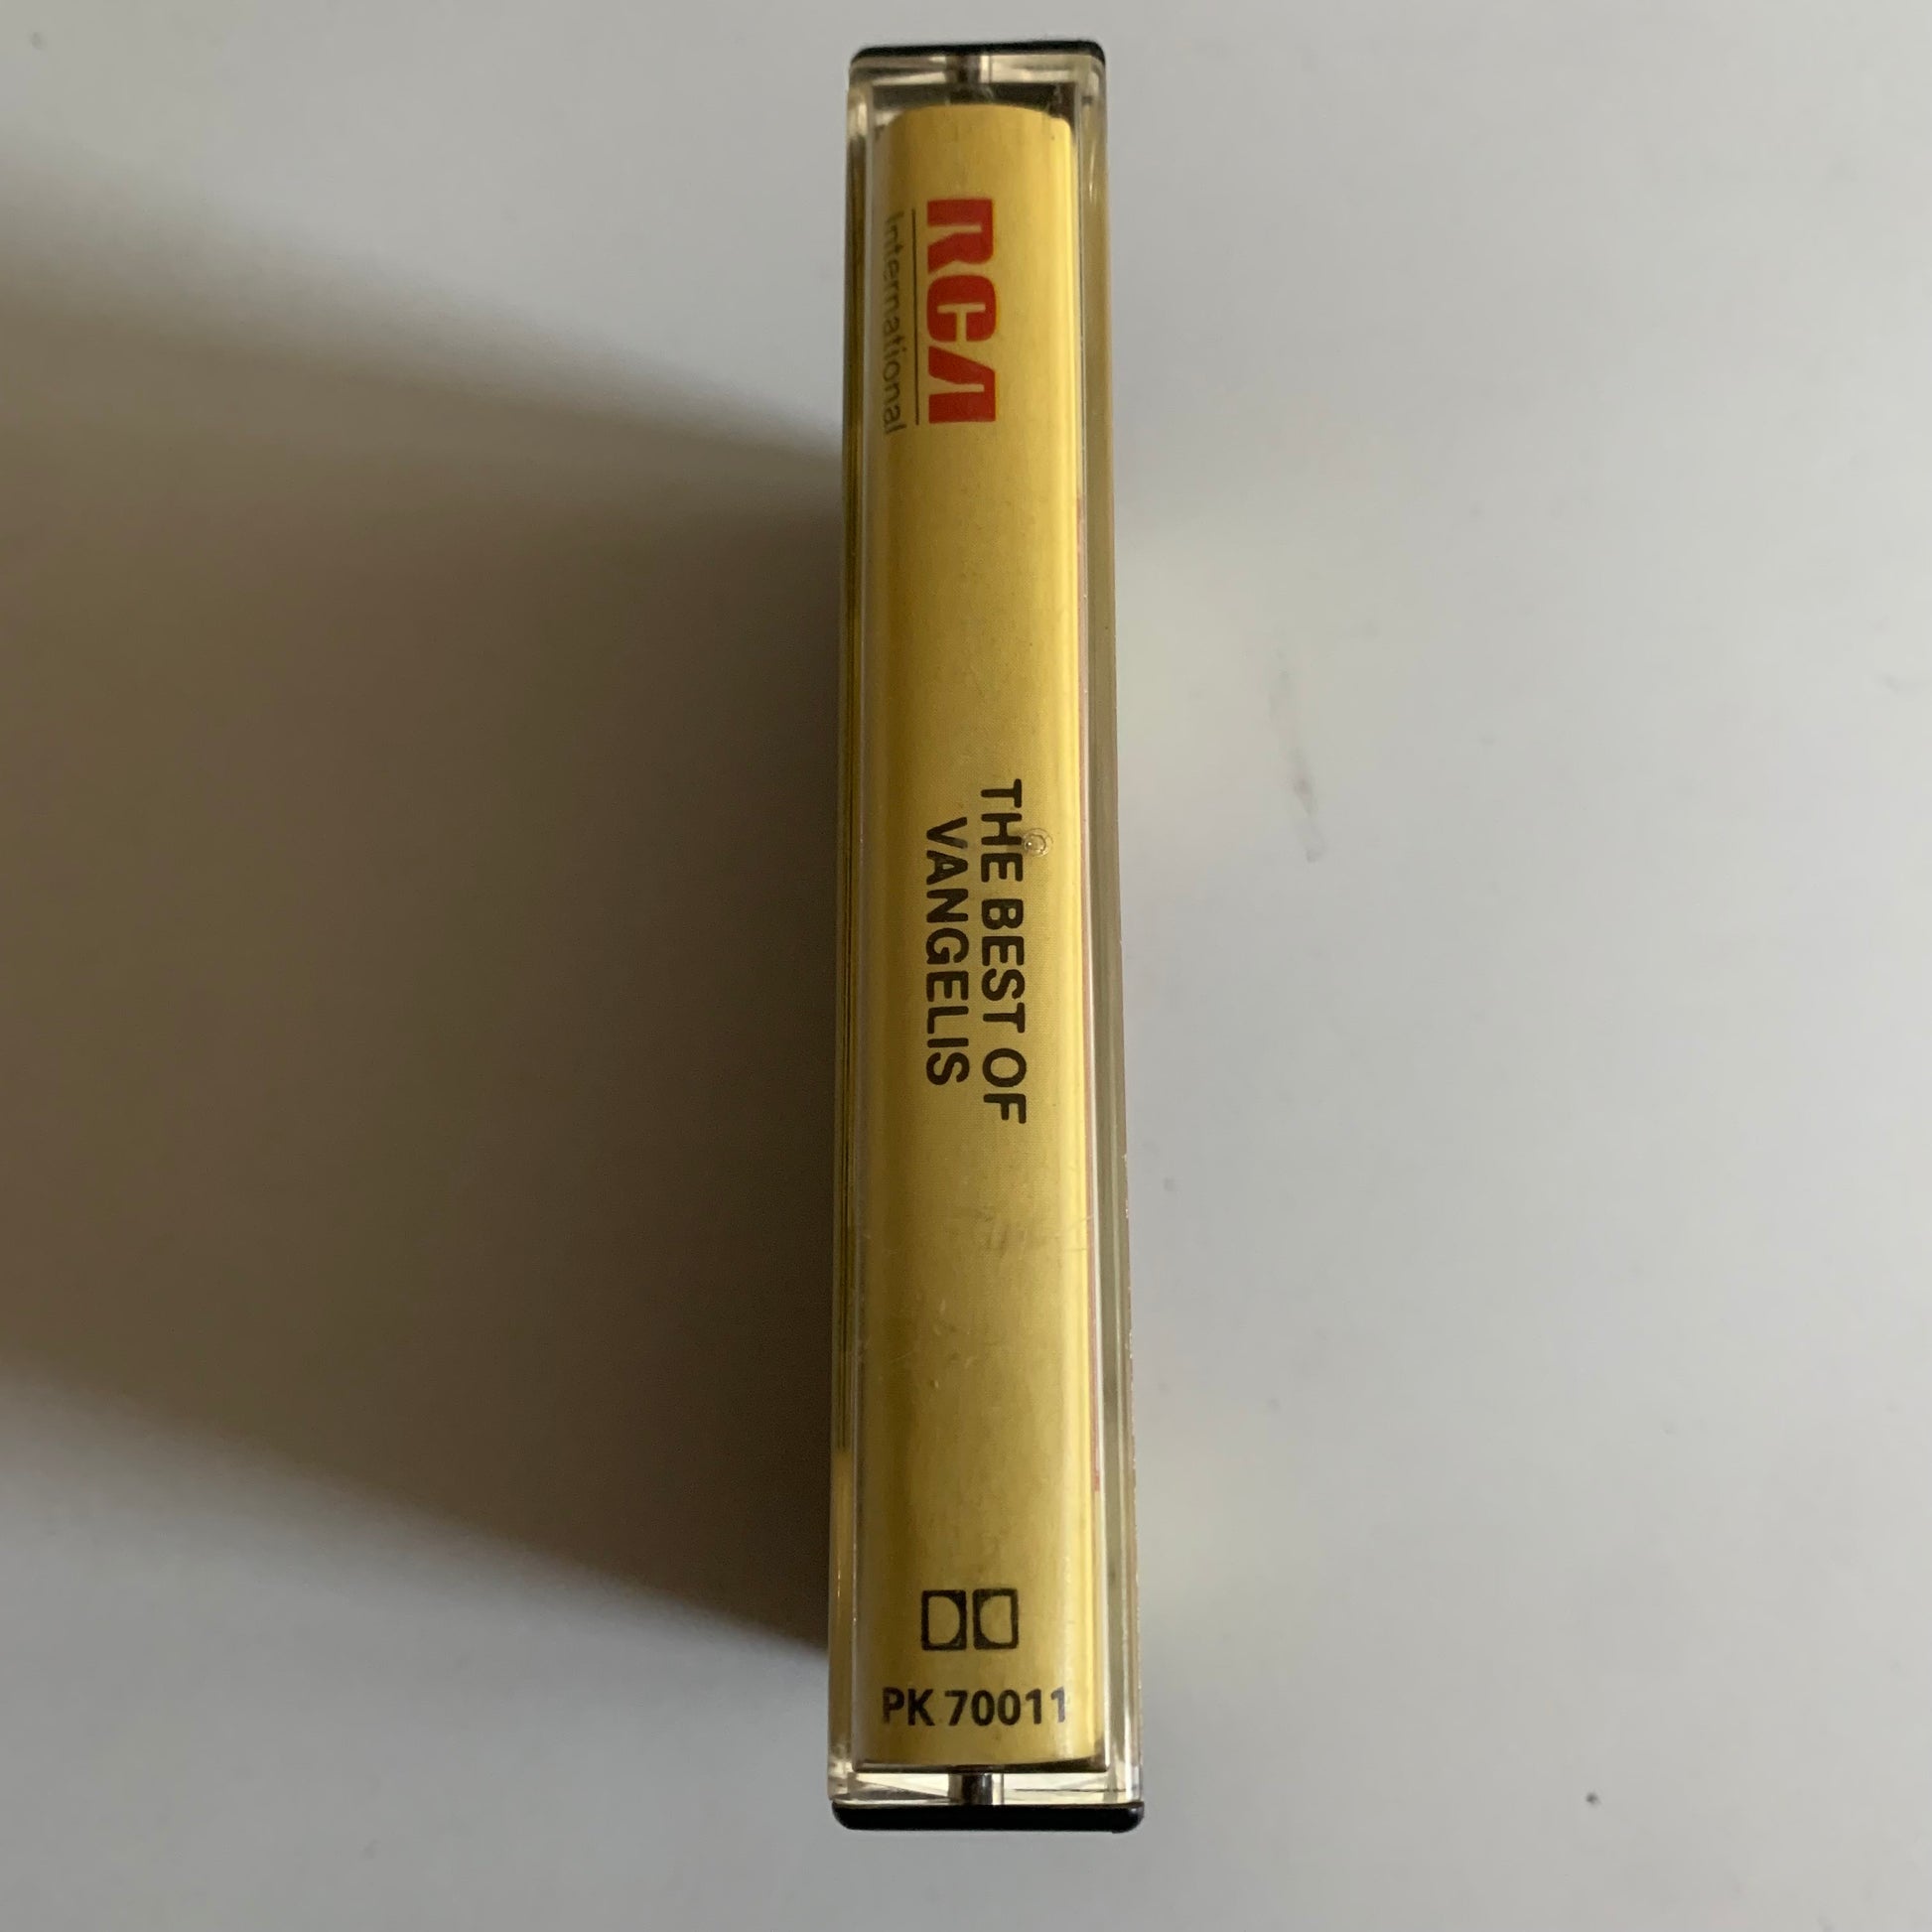 RCA
International
THE BEST OF
VANGELIS
PK 70011